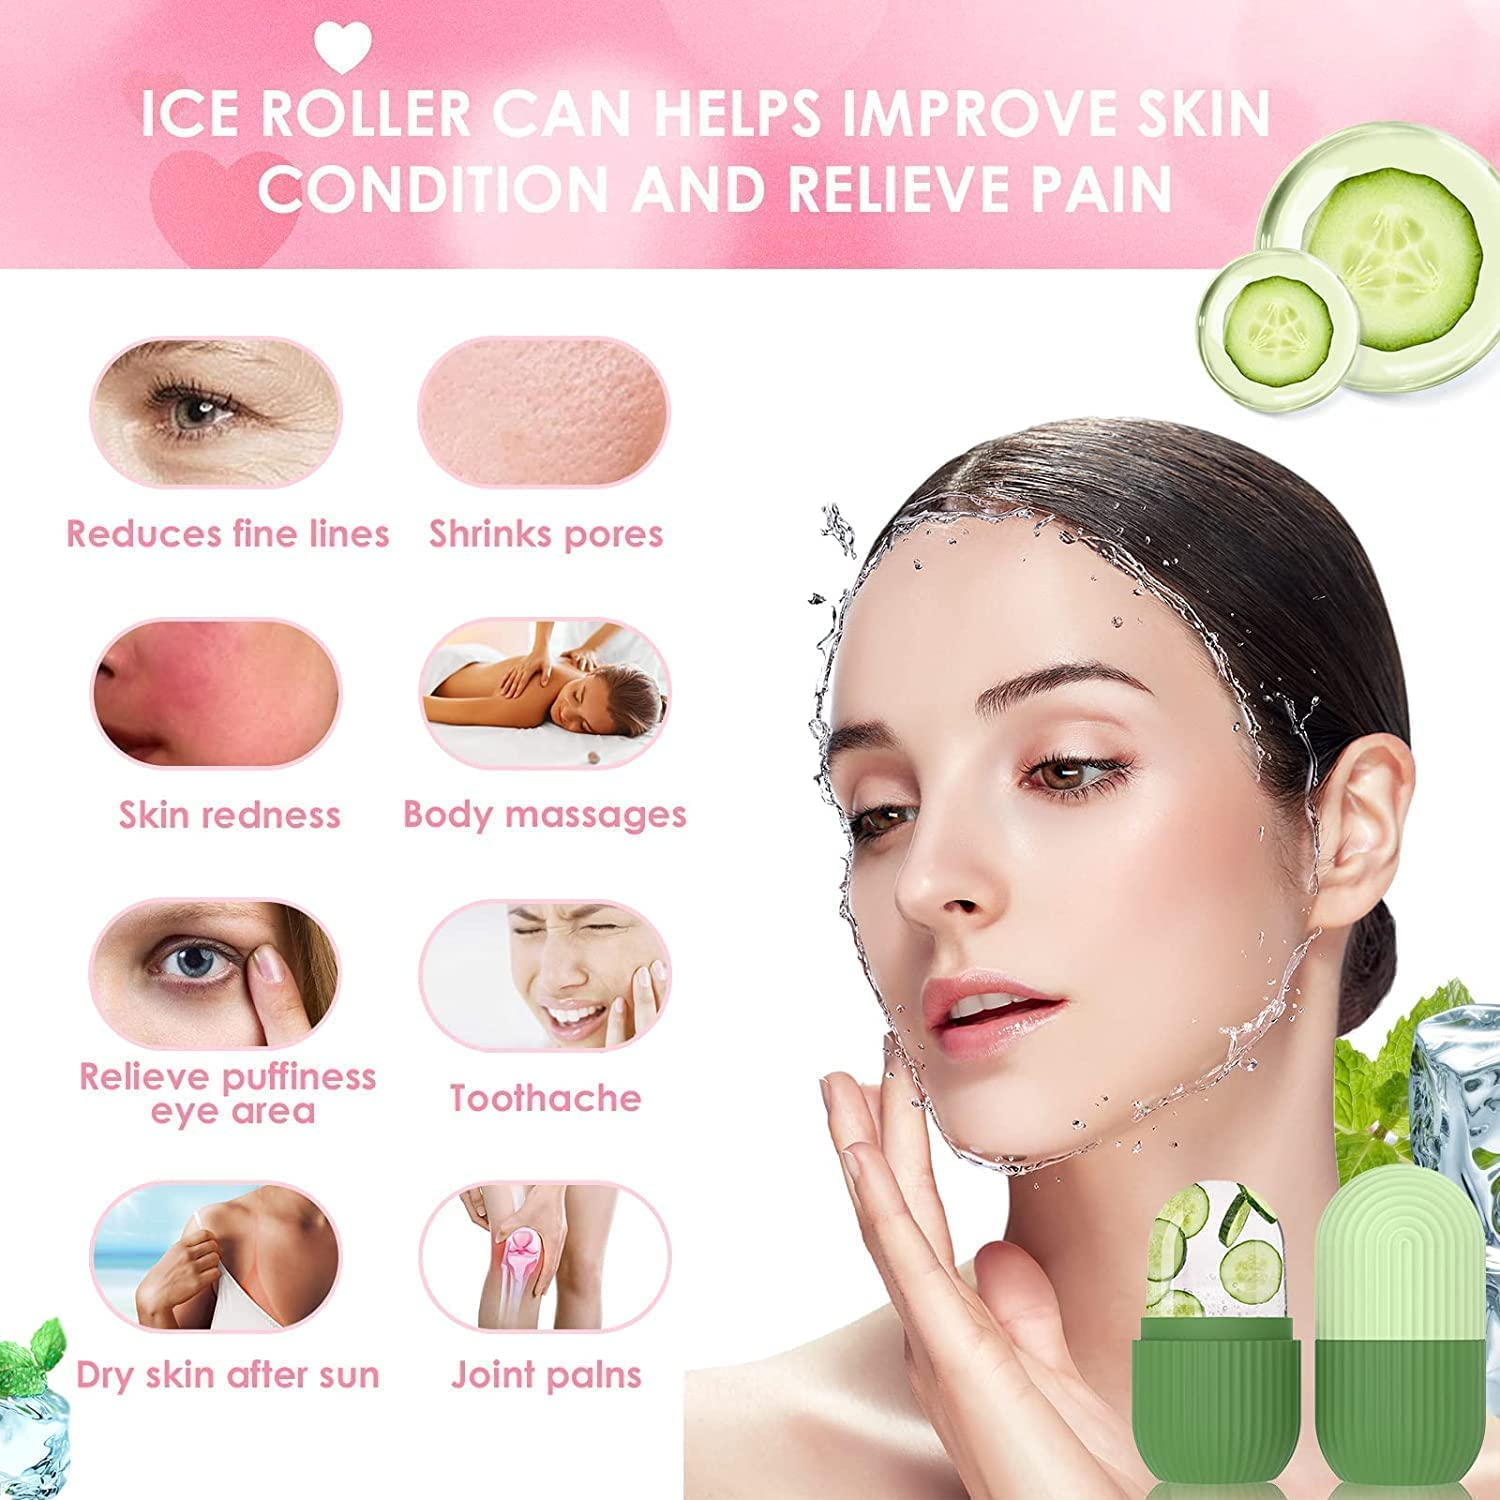 ICE ROLLER CAN HELPS IMPROVE SKIN
CONDITION AND RELIEVE PAIN
Reduces fine lines
Shrinks pores
Skin redness
Body massages
Relieve puffiness
eye area
Toothache
Dry skin after sun
Joint palns